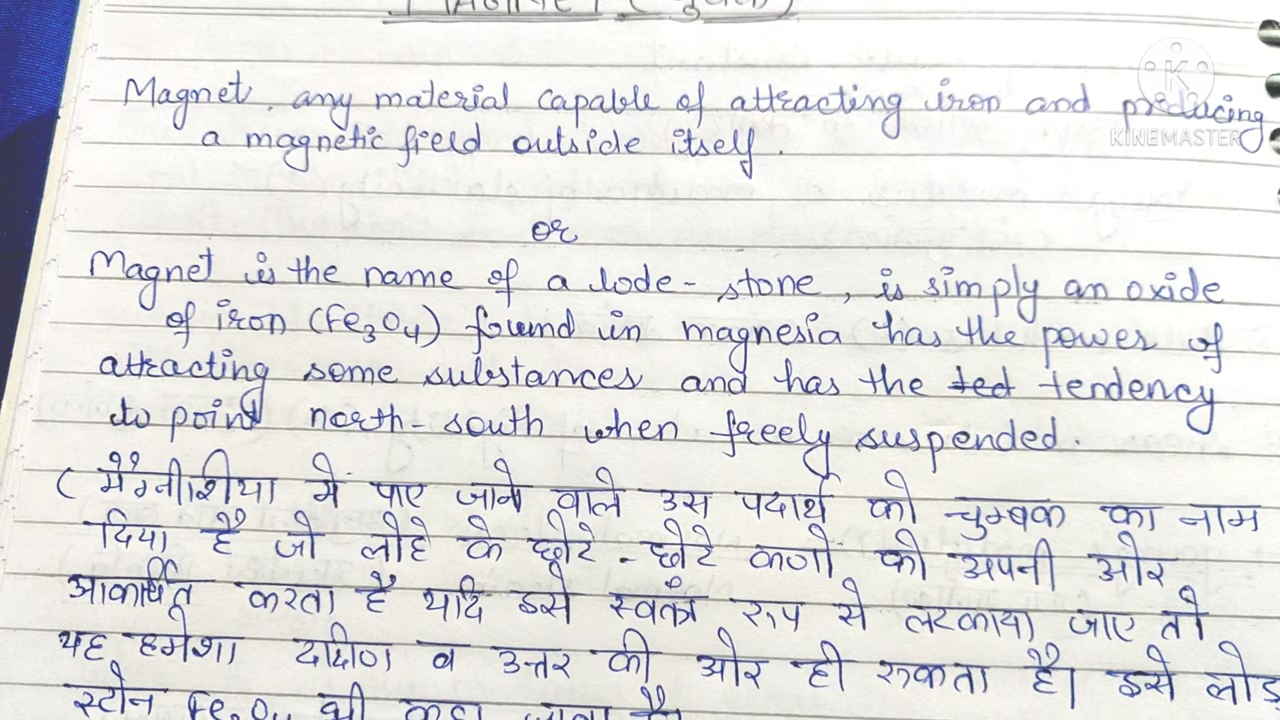 Magnet, any material capable of attracting iron and producing
KINEMASTER
a magnetic field outside itself.
or
Magnet is the name of a lode-stone, is simply an oxide
of iron (Fe3O4) found in magnesia has the power of
attracting some substances and has the ted tendency
to point north-south when freely suspended.
( मैग्नीशिया मे पाए जाने वाले उस पदार्थ को चुम्बक का नाम
दिया है जो लोहे के छोटे-छोटे कणो को अपनी ओर
आकर्षित करता है यदि इसे स्वतंत्र रूप से लटकाया जाए तो
यह हमेशा दक्षिण व उत्तर की ओर ही रूकता है। इसे लोड
स्टोन Fe3O4 भी कहा जाता है।